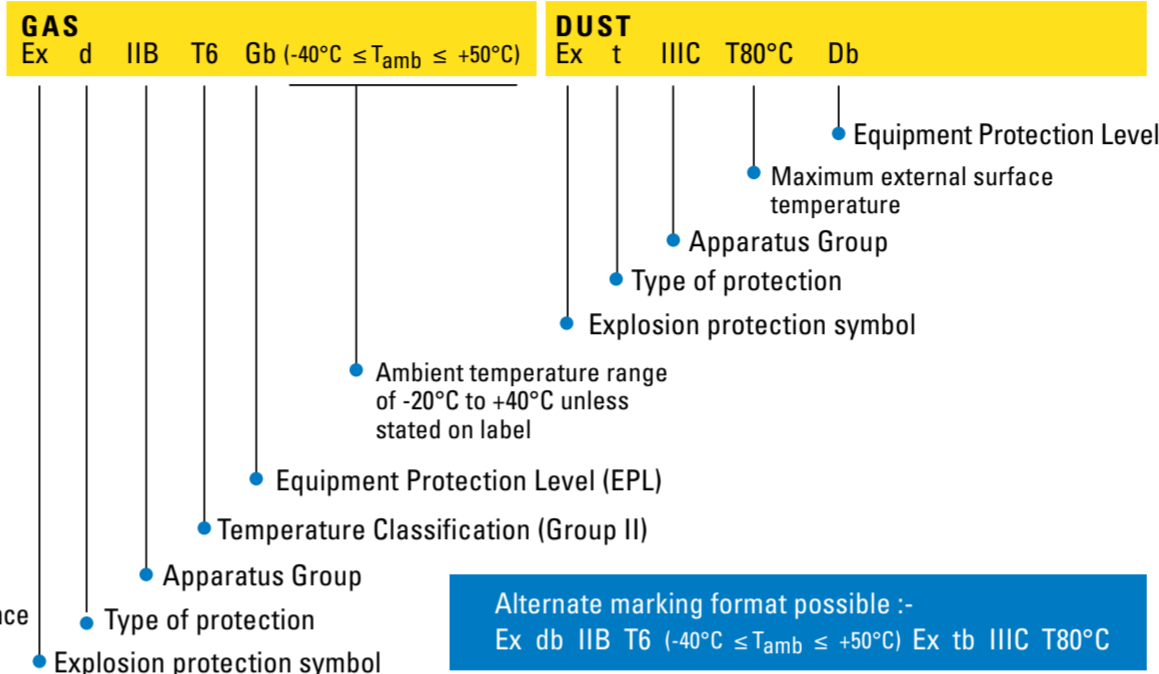 GAS
Ex d IIB T6 Gb (-40°C ≤ Tamb ≤ +50°C)
DUST
Ex t IIIC T80°C Db
Equipment Protection Level
Maximum external surface
temperature
Apparatus Group
Type of protection
Explosion protection symbol
Ambient temperature range
of -20°C to +40°C unless
stated on label
Equipment Protection Level (EPL)
Temperature Classification (Group II)
Apparatus Group
Type of protection
Explosion protection symbol
Alternate marking format possible :-
Ex db IIB T6 (-40°C ≤ Tamb ≤ +50°C) Ex tb IIIC T80°C